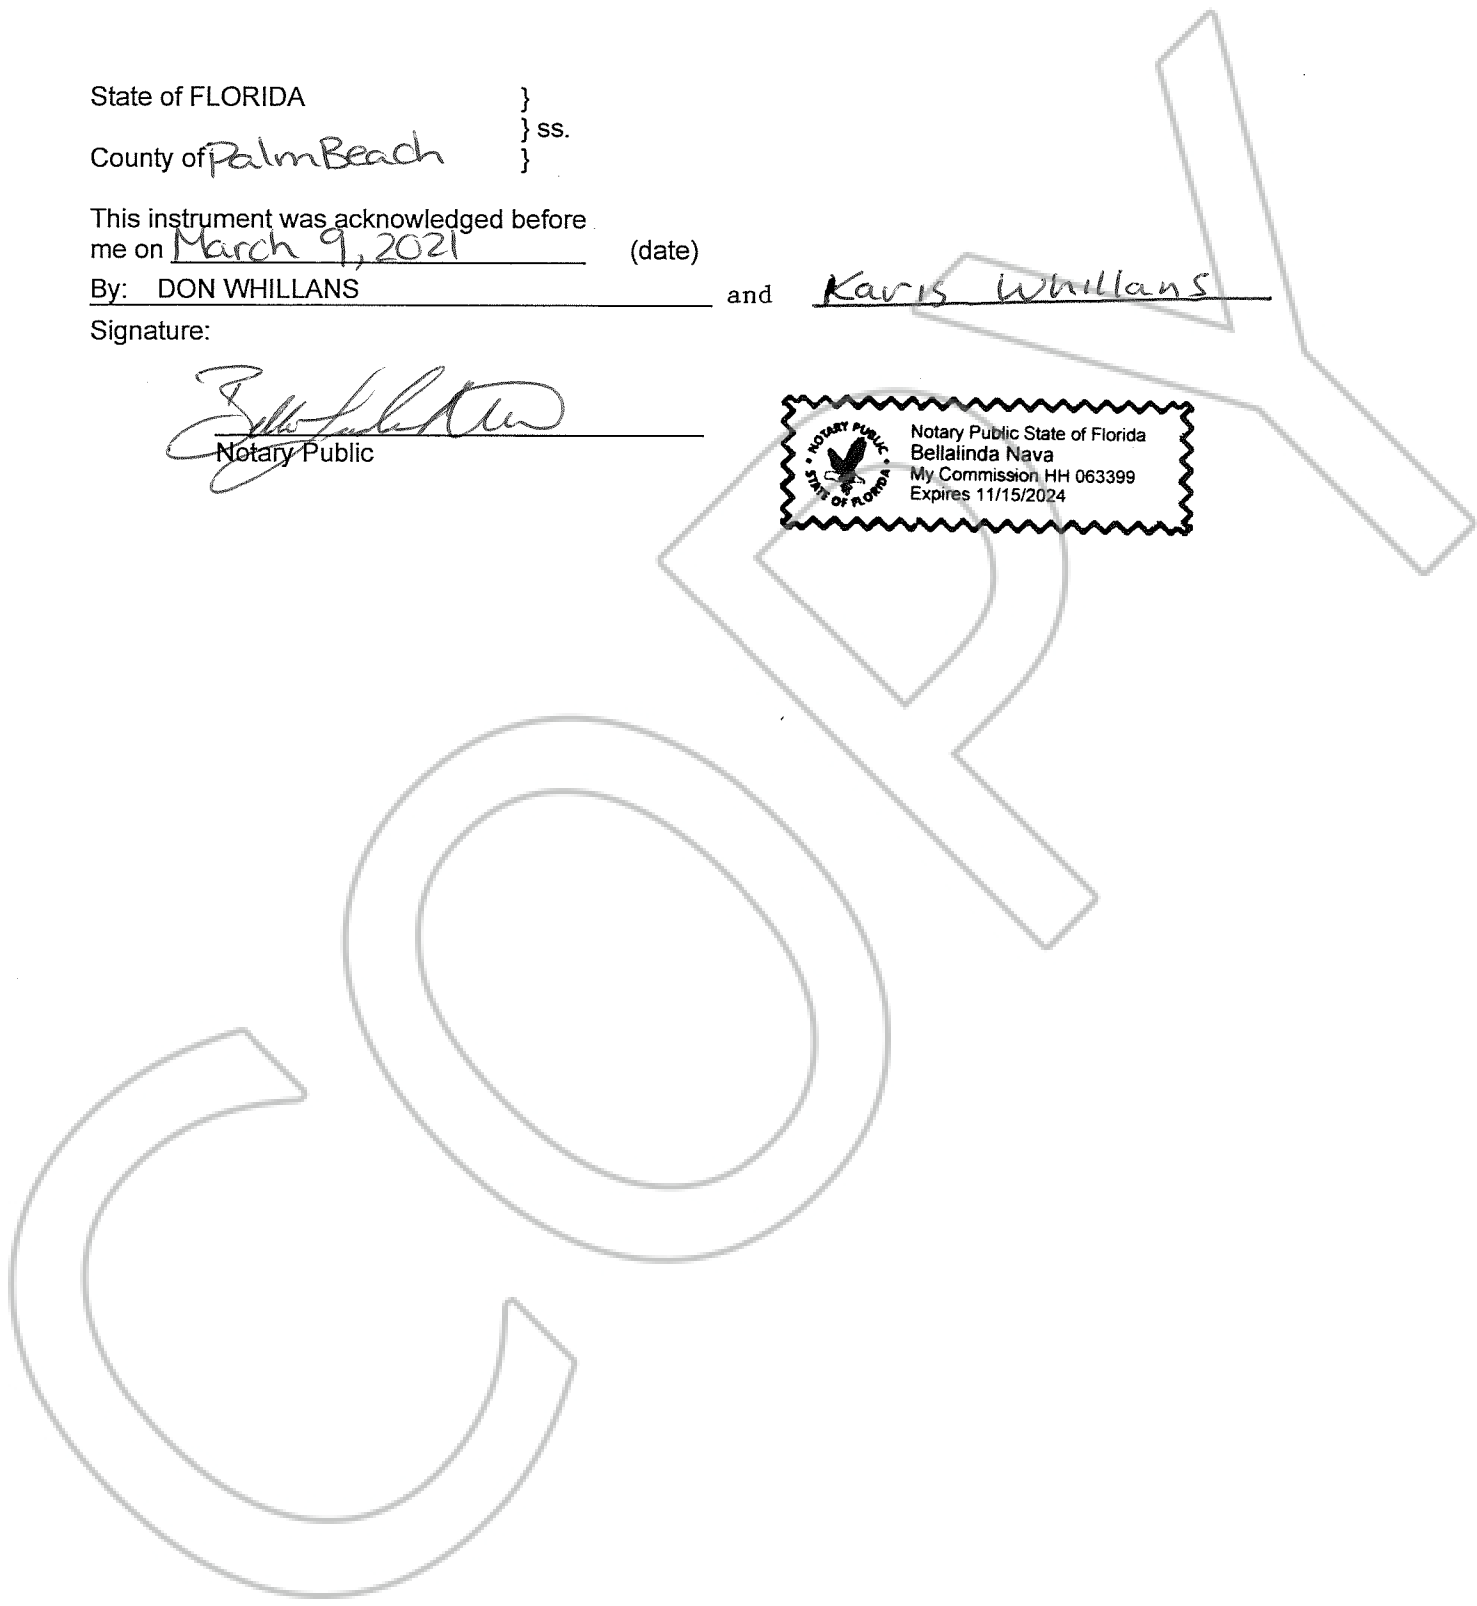 State of FLORIDA }
} ss.
County of Palm Beach }
This instrument was acknowledged before
me on March 9, 2021 (date)
By: DON WHILLANS and Karis Whillans
Signature:
Notary Public
NOTARY PUBLIC
STATE OF FLORIDA
Notary Public State of Florida
Bellalinda Nava
My Commission HH 063399
Expires 11/15/2024
COPY